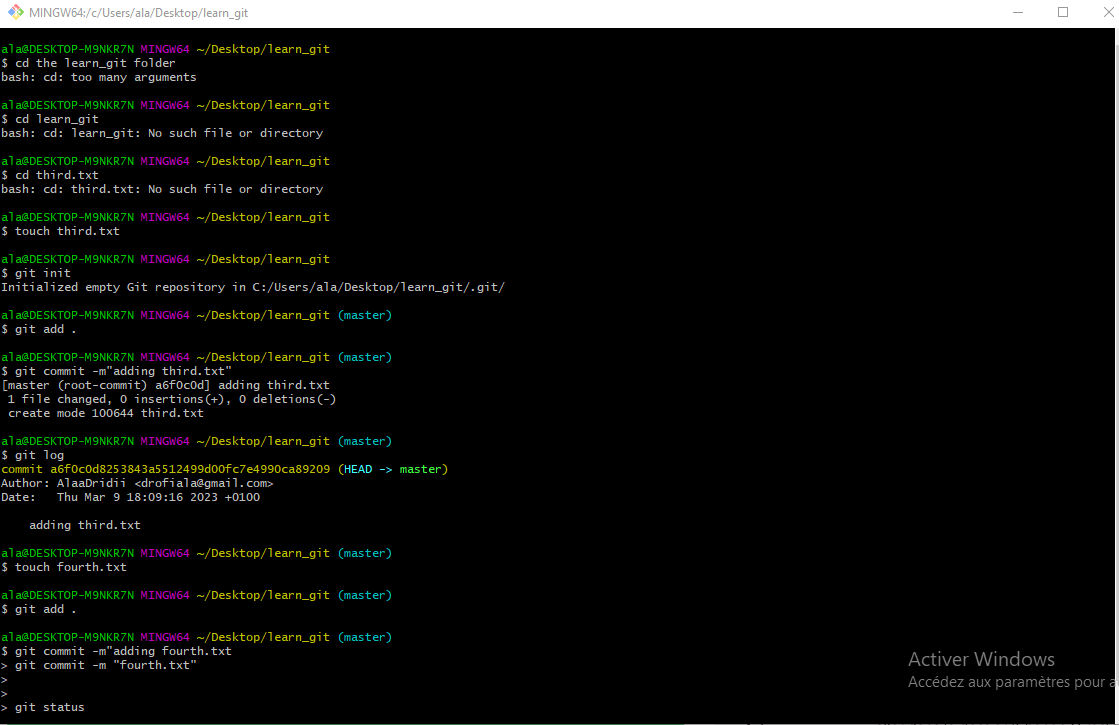 MINGW64:/c/Users/ala/Desktop/learn_git
ala@DESKTOP-M9NKR7N MINGW64 ~/Desktop/learn_git
$ cd the learn_git folder
bash: cd: too many arguments
ala@DESKTOP-M9NKR7N MINGW64 ~/Desktop/learn_git
$ cd learn_git
bash: cd: learn_git: No such file or directory
ala@DESKTOP-M9NKR7N MINGW64 ~/Desktop/learn_git
$ cd third.txt
bash: cd: third.txt: No such file or directory
ala@DESKTOP-M9NKR7N MINGW64 ~/Desktop/learn_git
$ touch third.txt
ala@DESKTOP-M9NKR7N MINGW64 ~/Desktop/learn_git
$ git init
Initialized empty Git repository in C:/Users/ala/Desktop/learn_git/.git/
ala@DESKTOP-M9NKR7N MINGW64 ~/Desktop/learn_git (master)
$ git add .
ala@DESKTOP-M9NKR7N MINGW64 ~/Desktop/learn_git (master)
$ git commit -m"adding third.txt"
[master (root-commit) a6f0c0d] adding third.txt
 1 file changed, 0 insertions(+), 0 deletions(-)
 create mode 100644 third.txt
ala@DESKTOP-M9NKR7N MINGW64 ~/Desktop/learn_git (master)
$ git log
commit a6f0c0d8253843a5512499d00fc7e4990ca89209 (HEAD -> master)
Author: AlaaDridii <drofiala@gmail.com>
Date:   Thu Mar 9 18:09:16 2023 +0100
    adding third.txt
ala@DESKTOP-M9NKR7N MINGW64 ~/Desktop/learn_git (master)
$ touch fourth.txt
ala@DESKTOP-M9NKR7N MINGW64 ~/Desktop/learn_git (master)
$ git add .
ala@DESKTOP-M9NKR7N MINGW64 ~/Desktop/learn_git (master)
$ git commit -m"adding fourth.txt
> git commit -m "fourth.txt"
>
>
> git status
Activer Windows
Accédez aux paramètres pour a